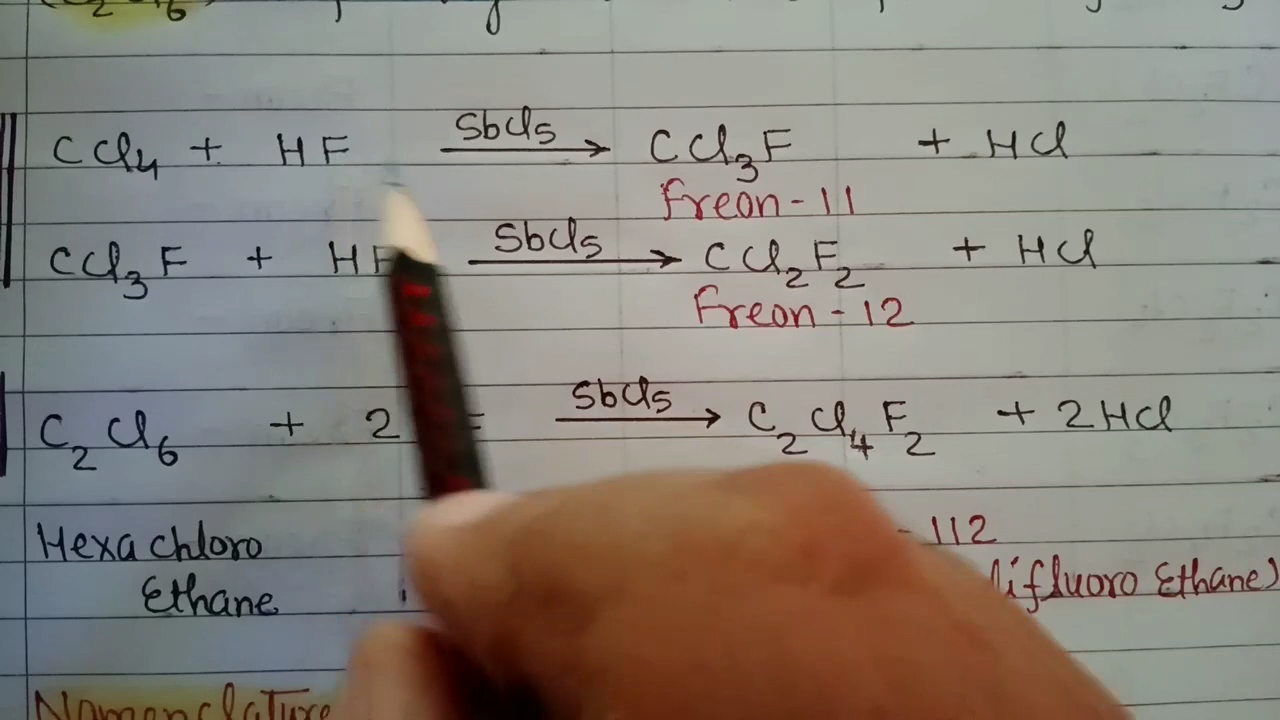 CCl₄ + HF —SbCl₅→ CCl₃F + HCl
Freon-11
CCl₃F + HF —SbCl₅→ CCl₂F₂ + HCl
Freon-12
C₂Cl₆ + 2 —SbCl₅→ C₂Cl₄F₂ + 2HCl
Hexachloro -112
Ethane ifluoro Ethane)
Nomenclature